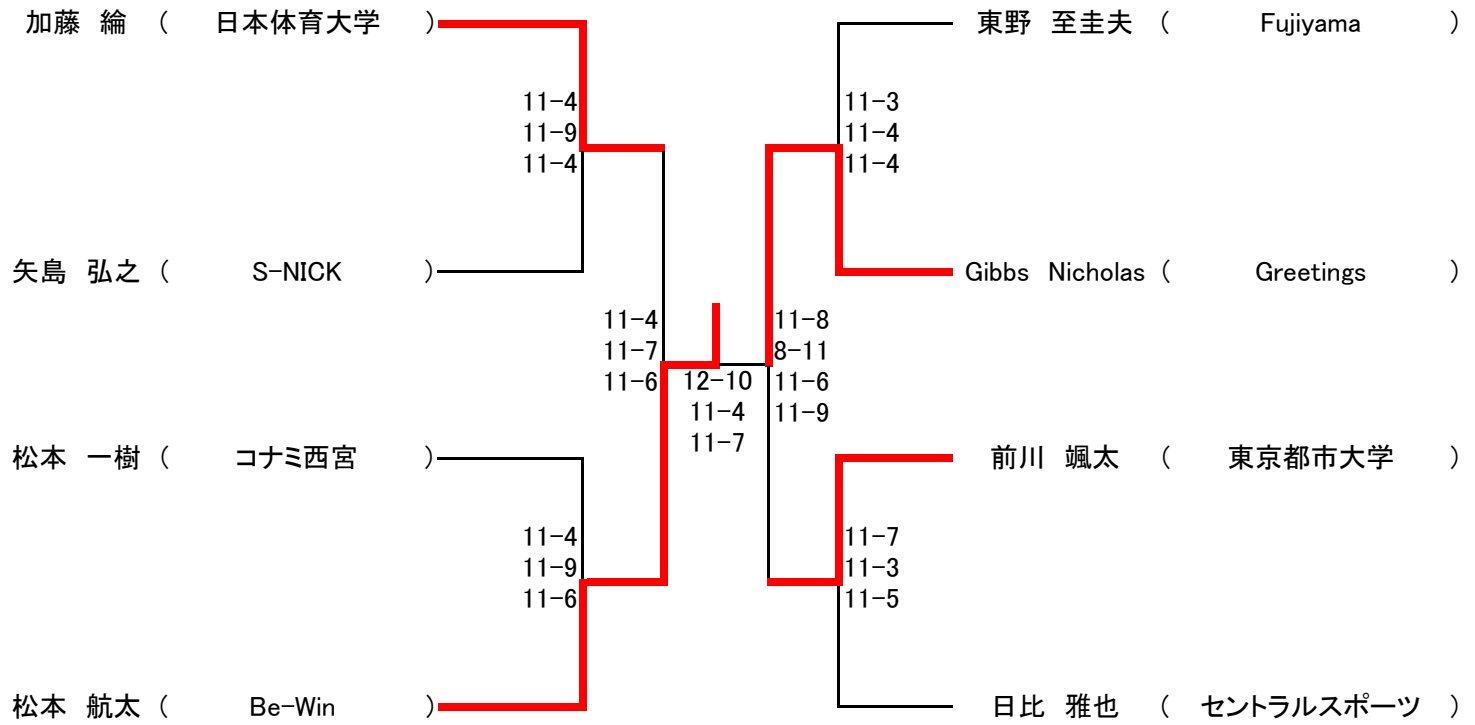 加藤 綸 ( 日本体育大学 )
11-4
11-9
11-4
矢島 弘之 ( S-NICK )
11-4
11-7
11-6
松本 一樹 ( コナミ西宮 )
11-4
11-9
11-6
松本 航太 ( Be-Win )
12-10
11-4
11-7
東野 至圭夫 ( Fujiyama )
11-3
11-4
11-4
Gibbs Nicholas ( Greetings )
11-8
8-11
11-6
11-9
前川 颯太 ( 東京都市大学 )
11-7
11-3
11-5
日比 雅也 ( セントラルスポーツ )